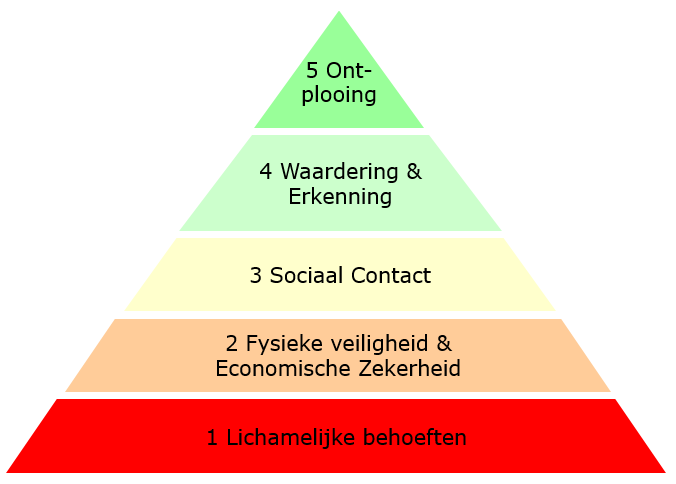 5 Ont-
plooing
4 Waardering &
Erkenning
3 Sociaal Contact
2 Fysieke veiligheid &
Economische Zekerheid
1 Lichamelijke behoeften